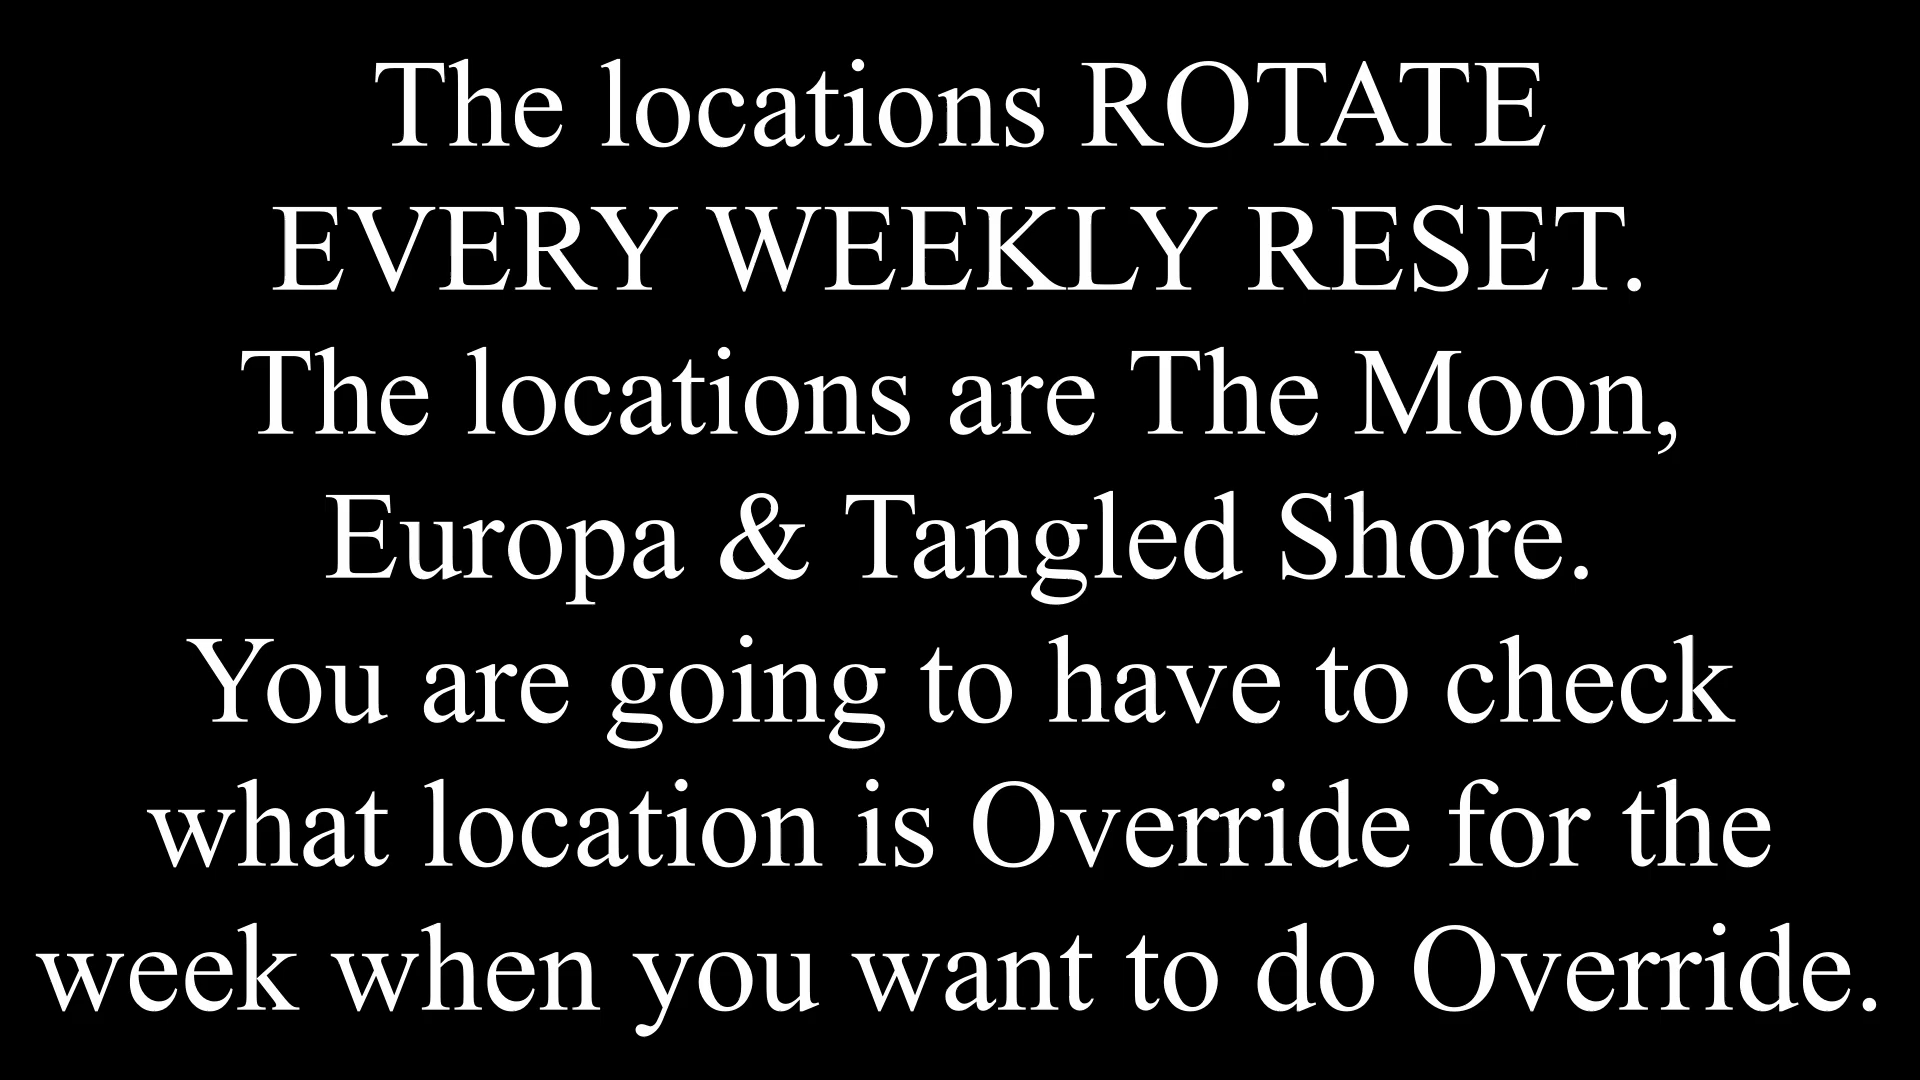 The locations ROTATE
EVERY WEEKLY RESET.
The locations are The Moon,
Europa & Tangled Shore.
You are going to have to check
what location is Override for the
week when you want to do Override.